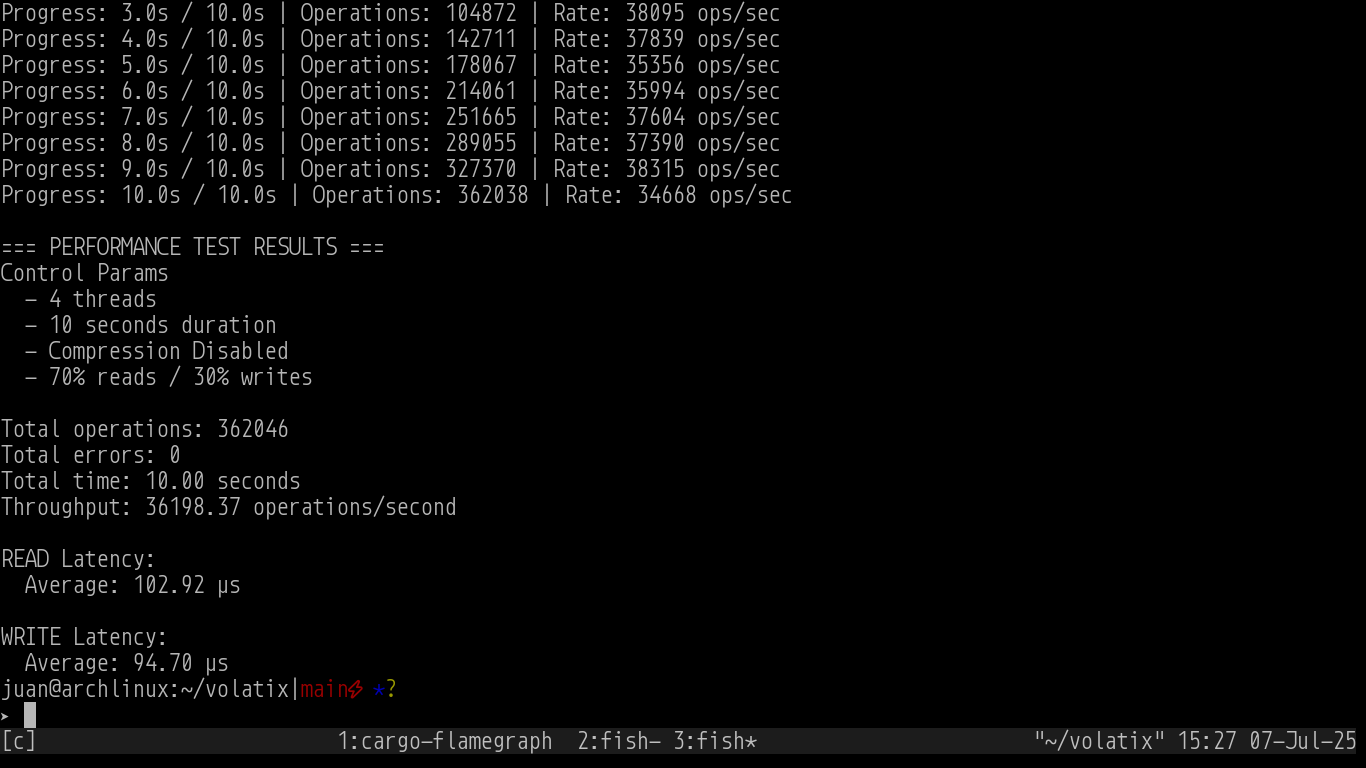 Progress: 3.0s / 10.0s | Operations: 104872 | Rate: 38095 ops/sec
Progress: 4.0s / 10.0s | Operations: 142711 | Rate: 37839 ops/sec
Progress: 5.0s / 10.0s | Operations: 178067 | Rate: 35356 ops/sec
Progress: 6.0s / 10.0s | Operations: 214061 | Rate: 35994 ops/sec
Progress: 7.0s / 10.0s | Operations: 251665 | Rate: 37604 ops/sec
Progress: 8.0s / 10.0s | Operations: 289055 | Rate: 37390 ops/sec
Progress: 9.0s / 10.0s | Operations: 327370 | Rate: 38315 ops/sec
Progress: 10.0s / 10.0s | Operations: 362038 | Rate: 34668 ops/sec
=== PERFORMANCE TEST RESULTS ===
Control Params
- 4 threads
- 10 seconds duration
- Compression Disabled
- 70% reads / 30% writes
Total operations: 362046
Total errors: 0
Total time: 10.00 seconds
Throughput: 36198.37 operations/second
READ Latency:
Average: 102.92 µs
WRITE Latency:
Average: 94.70 µs
juan@archlinux:~/volatix|main⚡ *?
➤
[c] 1:cargo-flamegraph 2:fish- 3:fish* "~/volatix" 15:27 07-Jul-25